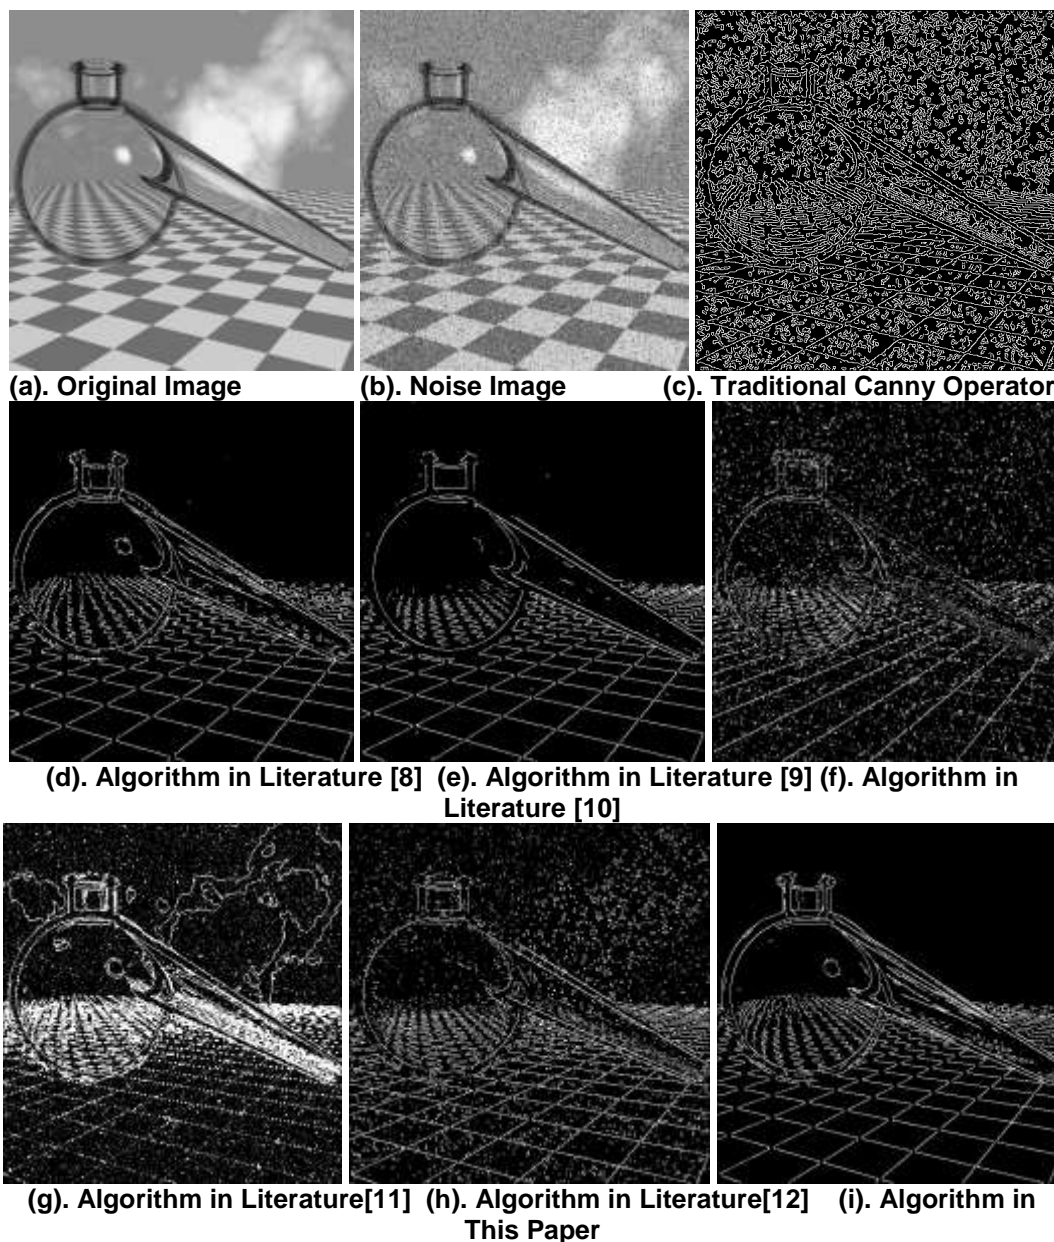 (a). Original Image (b). Noise Image (c). Traditional Canny Operator
(d). Algorithm in Literature [8] (e). Algorithm in Literature [9] (f). Algorithm in
Literature [10]
(g). Algorithm in Literature[11] (h). Algorithm in Literature[12] (i). Algorithm in
This Paper